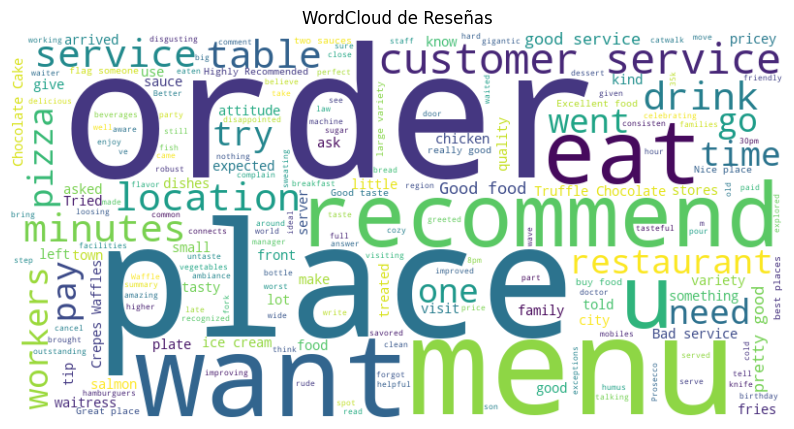 WordCloud de Reseñas
working
arrived
disgusting
staff
hard
gigantic
catwalk
move
waiter
big
comment
two sauces
sure
close
know
good service
pricey
service
table
order
customer service
give
flag someone
use
eaten
Highly Recommended
perfect
sauce
Better
believe
take
kind
dessert
given
friendly
Chocolate Cake
delicious
beverages
party
attitude
see
machine
sugar
law
drink
Excellent food
consisten
well
aware
still
disappointed
try
ask
large variety
door
waited
went
go
celebrating
families
pizza
enjoy
ve
fish
came
expected
nothing
complain
sweating
chicken
really good
quality
eat
time
hour
30pm
asked
robust
dishes
breakfast
bread
little
region
Good food
Truffle Chocolate
stores
Nice place
Tried
flavor
Good taste
old
paid
bring
loosing
made
location
server
ideal
recommend
tasteful
m
pour
explored
common
minutes
around
world
taste
greeted
cozy
facilities
connects
manager
full
answer
wave
step
left
town
small
untaste
vegetables
ambiance
front
visiting
8pm
restaurant
best places
workers
pay
Crepes Waffles
waffle
summary
amazing
higher
tasty
place
bottle
worst
make
treated
improved
part
one
u
need
buy food
doctor
variety
something
late
recognized
fork
lot
wide
write
price
visit
family
told
city
Bad service
cancel
brought
outstanding
tip
plate
ice cream
food
savored
clean
mobiles
pretty good
salmon
hamburguers
improving
think
forgot
helpful
rude
want
menu
good
exceptions
humus
talking
served
serve
Prosecco
cold
tell
knife
birthday
waitress
Great place
spot
read
son
fries